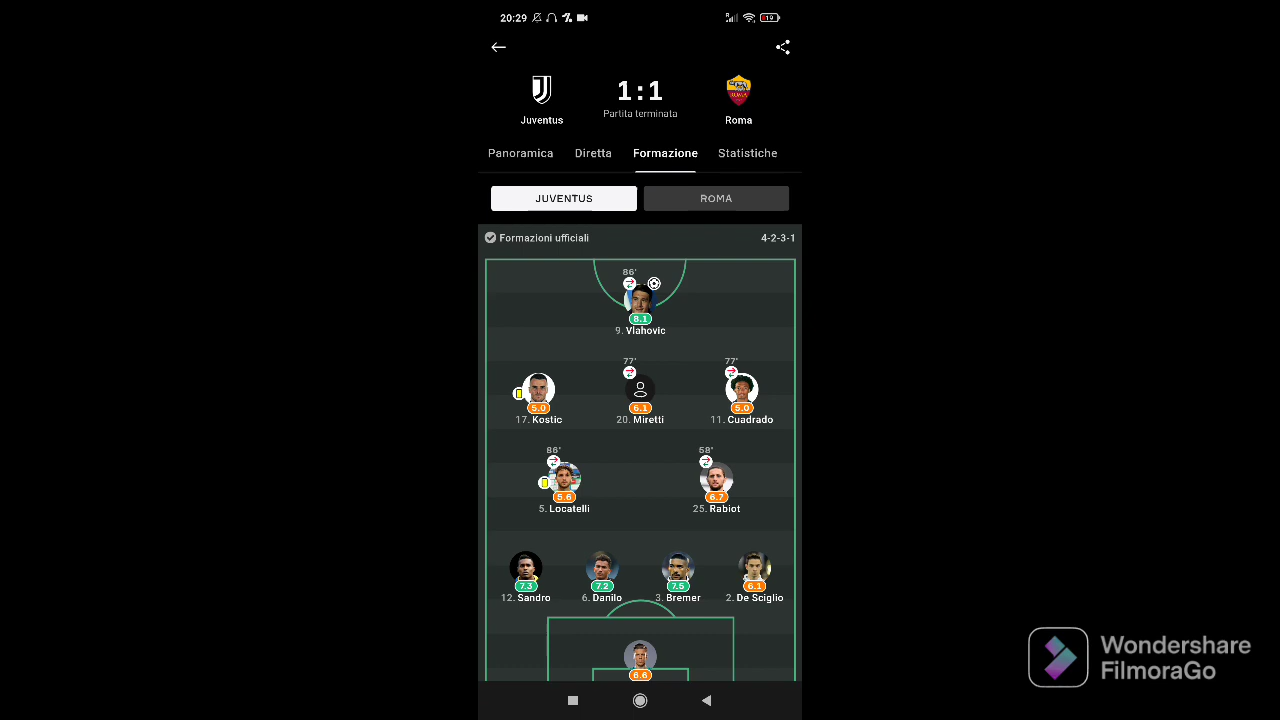 20:29
19
1:1
Partita terminata
Juventus
Roma
ROMA
Panoramica Diretta Formazione Statistiche
JUVENTUS ROMA
Formazioni ufficiali 4-2-3-1
86'
8.1
9. Vlahovic
77' 77'
5.0 6.1 5.0
17. Kostic 20. Miretti 11. Cuadrado
86' 58'
5.6 6.7
5. Locatelli 25. Rabiot
7.3 7.2 7.5 6.1
12. Sandro 6. Danilo 3. Bremer 2. De Sciglio
6.6
Wondershare
FilmoraGo